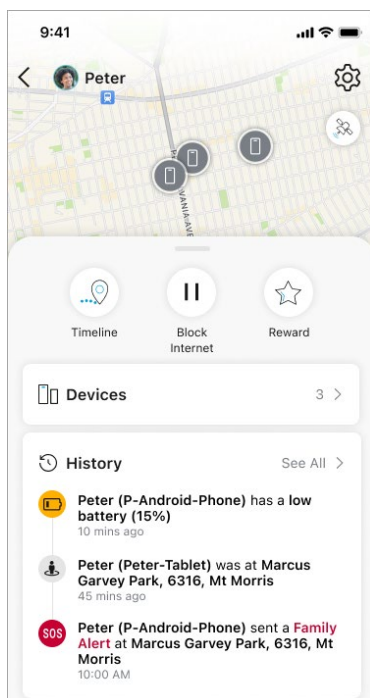 9:41
Peter
VANIA AVE
Timeline
Block
Internet
Reward
Devices
3
History
See All
Peter (P-Android-Phone) has a low
battery (15%)
10 mins ago
Peter (Peter-Tablet) was at Marcus
Garvey Park, 6316, Mt Morris
45 mins ago
SOS
Peter (P-Android-Phone) sent a Family
Alert at Marcus Garvey Park, 6316, Mt
Morris
10:00 AM